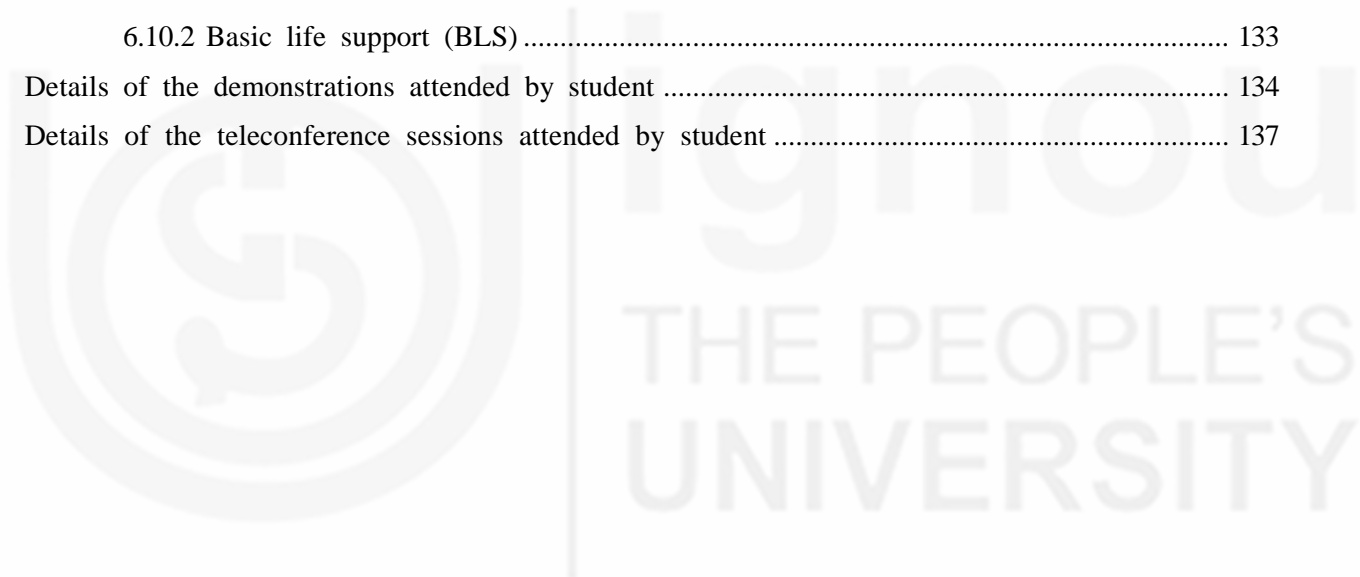 6.10.2 Basic life support (BLS) ........................................................................................................ 133
Details of the demonstrations attended by student ................................................................................... 134
Details of the teleconference sessions attended by student ................................................................... 137
ignou
THE PEOPLE'S
UNIVERSITY